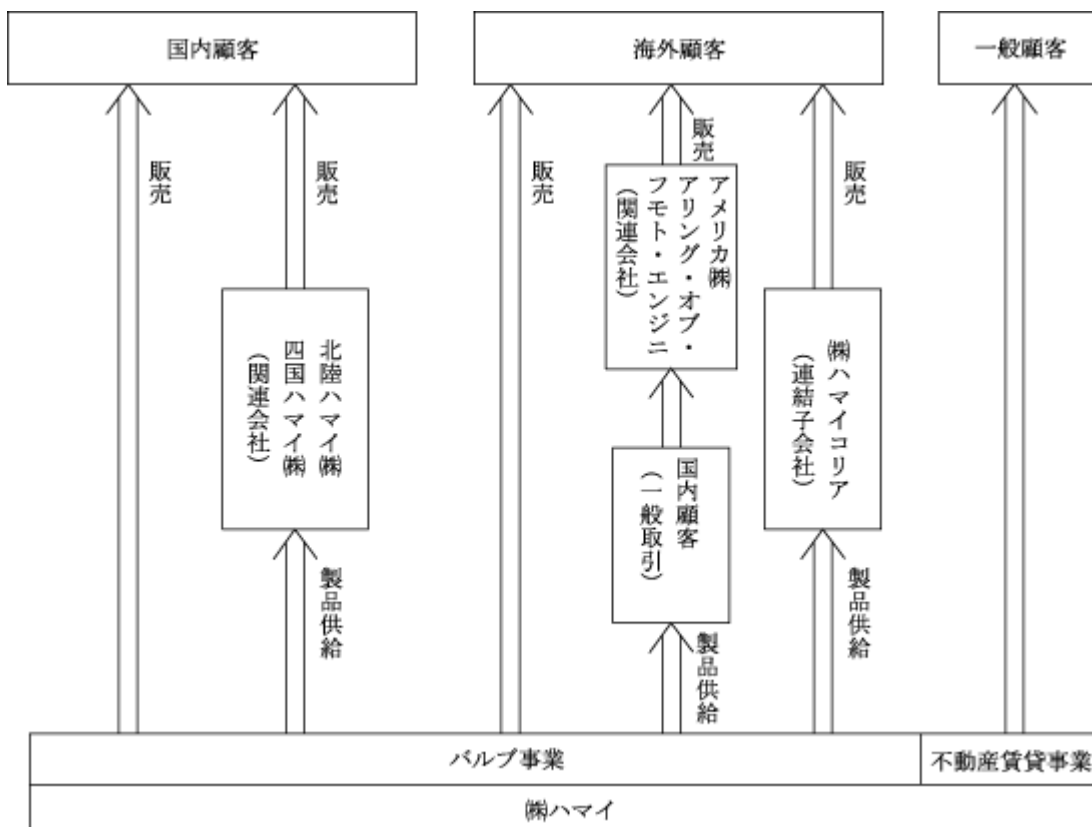 国内顧客
海外顧客
一般顧客
販売
販売
販売
販売
販売
アメリカ㈱
アリング・オブ・
フモト・エンジニ
(関連会社)
北陸ハマイ㈱
四国ハマイ㈱
(関連会社)
㈱ハマイコリア
(連結子会社)
国内顧客
(一般取引)
製品供給
製品供給
製品供給
バルブ事業
不動産賃貸事業
㈱ハマイ